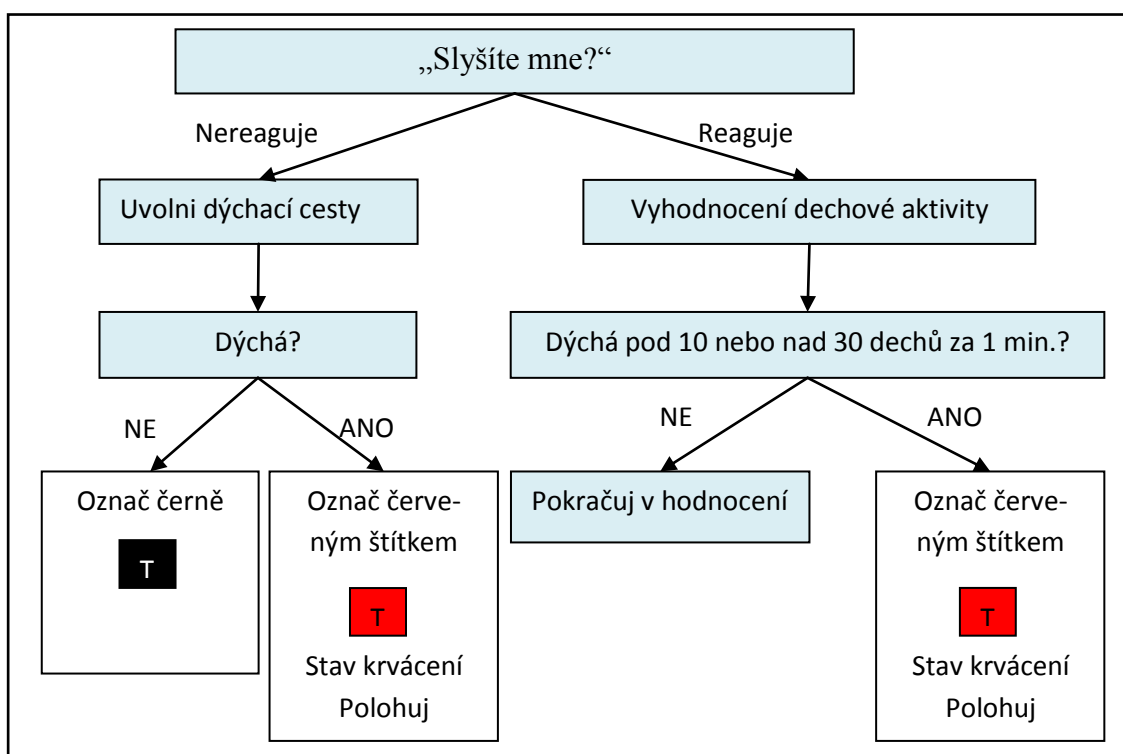 „Slyšíte mne?“
Nereaguje
Reaguje
Uvolni dýchací cesty
Vyhodnocení dechové aktivity
Dýchá?
Dýchá pod 10 nebo nad 30 dechů za 1 min.?
NE
ANO
NE
ANO
Označ černě
T
Označ červe-
ným štítkem
T
Stav krvácení
Polohuj
Pokračuj v hodnocení
Označ červe-
ným štítkem
T
Stav krvácení
Polohuj